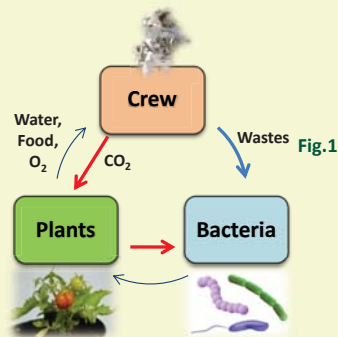 Crew
Water,
Food,
O₂
CO₂
Wastes
Fig.1
Plants
Bacteria